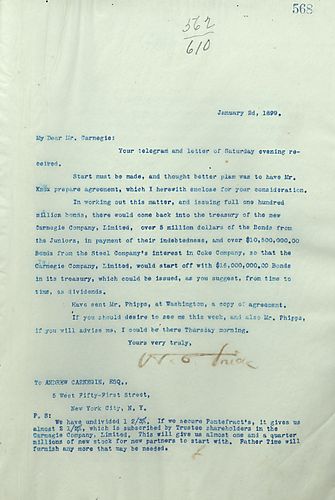 568
562
610
January 2d, 1899.
My Dear Mr. Carnegie:
Your telegram and letter of Saturday evening re-
ceived.
Start must be made, and thought better plan was to have Mr.
Knox prepare agreement, which I herewith enclose for your consideration.
In working out this matter, and issuing full one hundred
million bonds, there would come back into the treasury of the new
Carnegie Company, Limited, over 5 million dollars of the Bonds from
the Juniors, in payment of their indebtedness, and over $10,500,000.00
Bonds from the Steel Company's interest in Coke Company, so that the
Carnegie Company, Limited, would start off with $16,000,000.00 Bonds
in its treasury, which could be issued, as you suggest, from time to
time, as dividends.
Have sent Mr. Phipps, at Washington, a copy of agreement.
If you should desire to see me this week, and also Mr. Phipps,
if you will advise me, I could be there Thursday morning.
Yours very truly,
H. C. Frick
To ANDREW CARNEGIE, ESQ.,
5 West Fifty-First Street,
New York City, N. Y.
P. S:
We have undivided 1 2/3%. If we secure Pontefract's, it gives us
almost 2 1/2%, which is subscribed by Trustee shareholders in the
Carnegie Company, Limited. This will give us almost one and a quarter
millions of new stock for new partners to start with. Father Time will
furnish any more that may be needed.